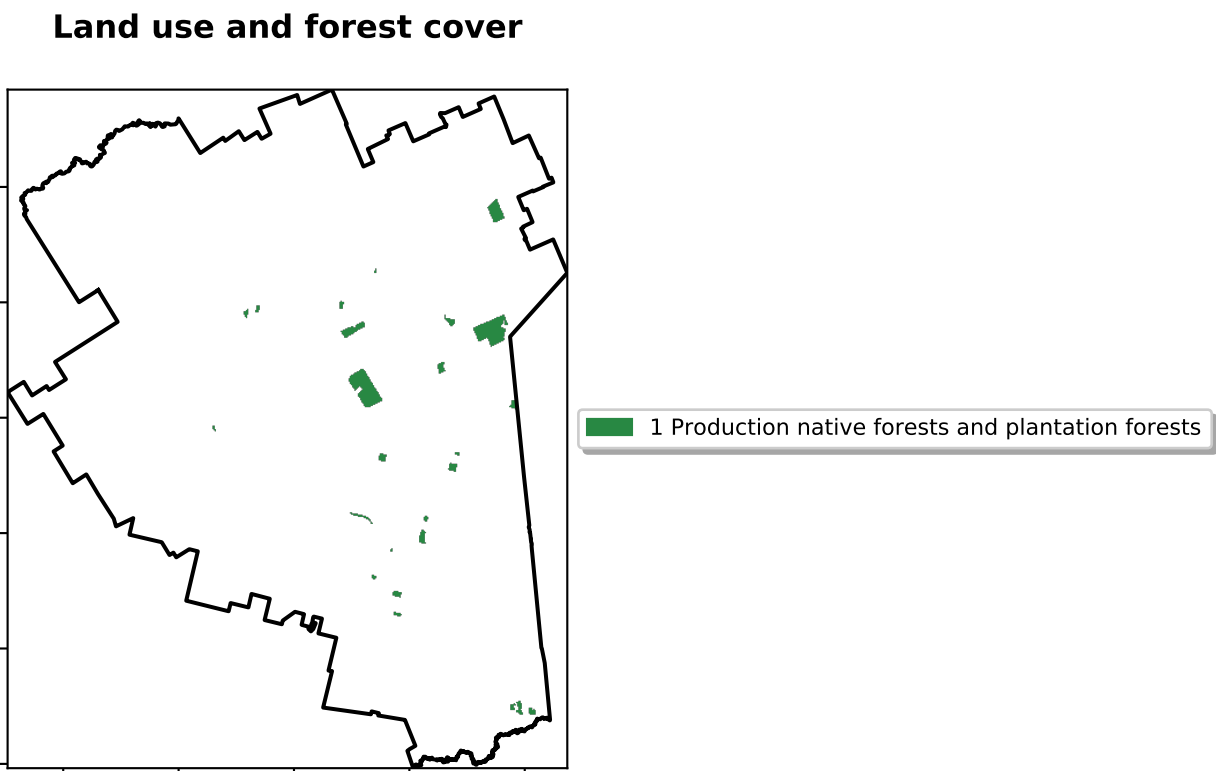 Land use and forest cover
1 Production native forests and plantation forests